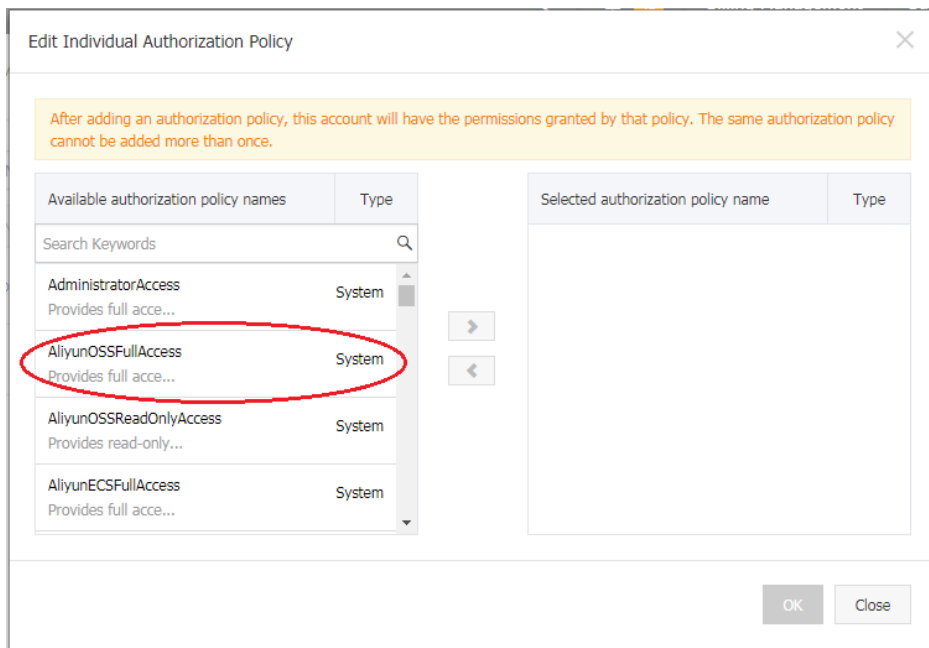 Edit Individual Authorization Policy
After adding an authorization policy, this account will have the permissions granted by that policy. The same authorization policy
cannot be added more than once.
Available authorization policy names Type
Search Keywords
AdministratorAccess System
Provides full acce...
AliyunOSSFullAccess System
Provides full acce...
AliyunOSSReadOnlyAccess System
Provides read-only...
AliyunECSFullAccess System
Provides full acce...
Selected authorization policy name Type
OK Close